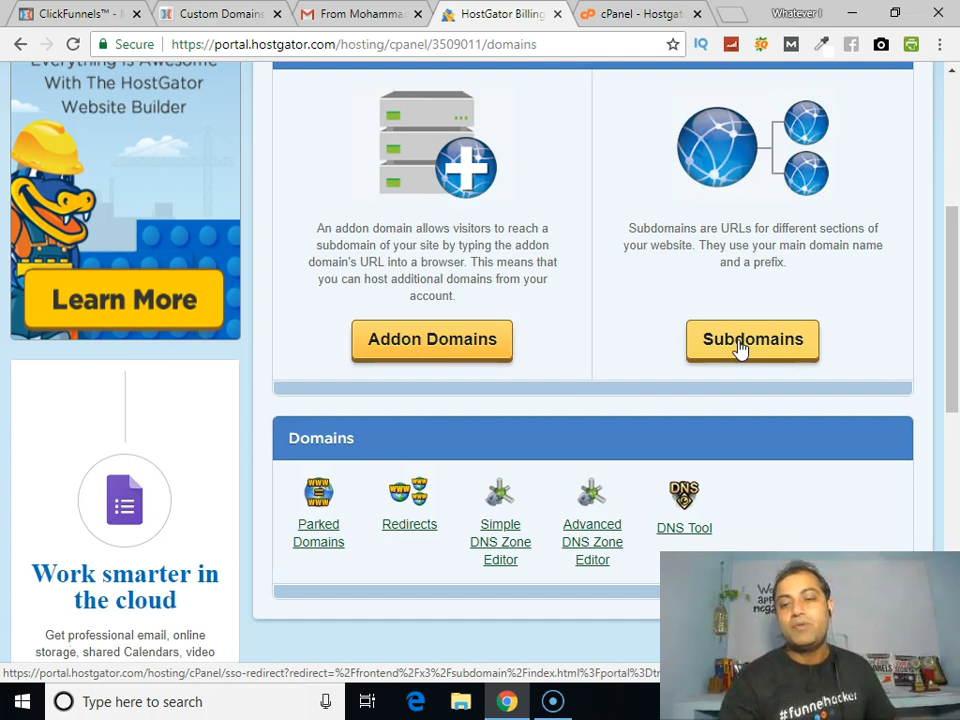 ClickFunnels™ -
Custom Domains
From Mohamma
HostGator Billing
cPanel - Hostgat
Whatever I
Secure
https://portal.hostgator.com/hosting/cpanel/3509011/domains
IQ
SQ
M
f
Everything Is Awesome
With The HostGator
Website Builder
Learn More
An addon domain allows visitors to reach a
subdomain of your site by typing the addon
domain's URL into a browser. This means that
you can host additional domains from your
account.
Addon Domains
Subdomains are URLs for different sections of
your website. They use your main domain name
and a prefix.
Subdomains
Domains
WWW
WWW
Parked
Domains
Redirects
Simple
DNS Zone
Editor
Advanced
DNS Zone
Editor
DNS
DNS Tool
Work smarter in
the cloud
Get professional email, online
storage, shared Calendars, video
https://portal.hostgator.com/hosting/cPanel/sso-redirect?redirect=%2Ffrontend%2Fx3%2Fsubdomain%2Findex.html%3Fportal%3Dtr
#funnelhacker
Type here to search